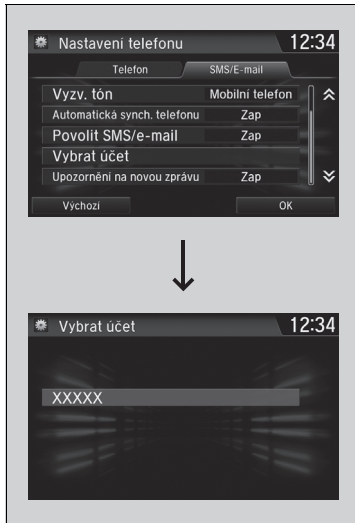 Nastavení telefonu 12:34
Telefon SMS/E-mail
Vyzv. tón Mobilní telefon
Automatická synch. telefonu Zap
Povolit SMS/e-mail Zap
Vybrat účet
Upozornění na novou zprávu Zap
Výchozí OK
Vybrat účet 12:34
XXXXX